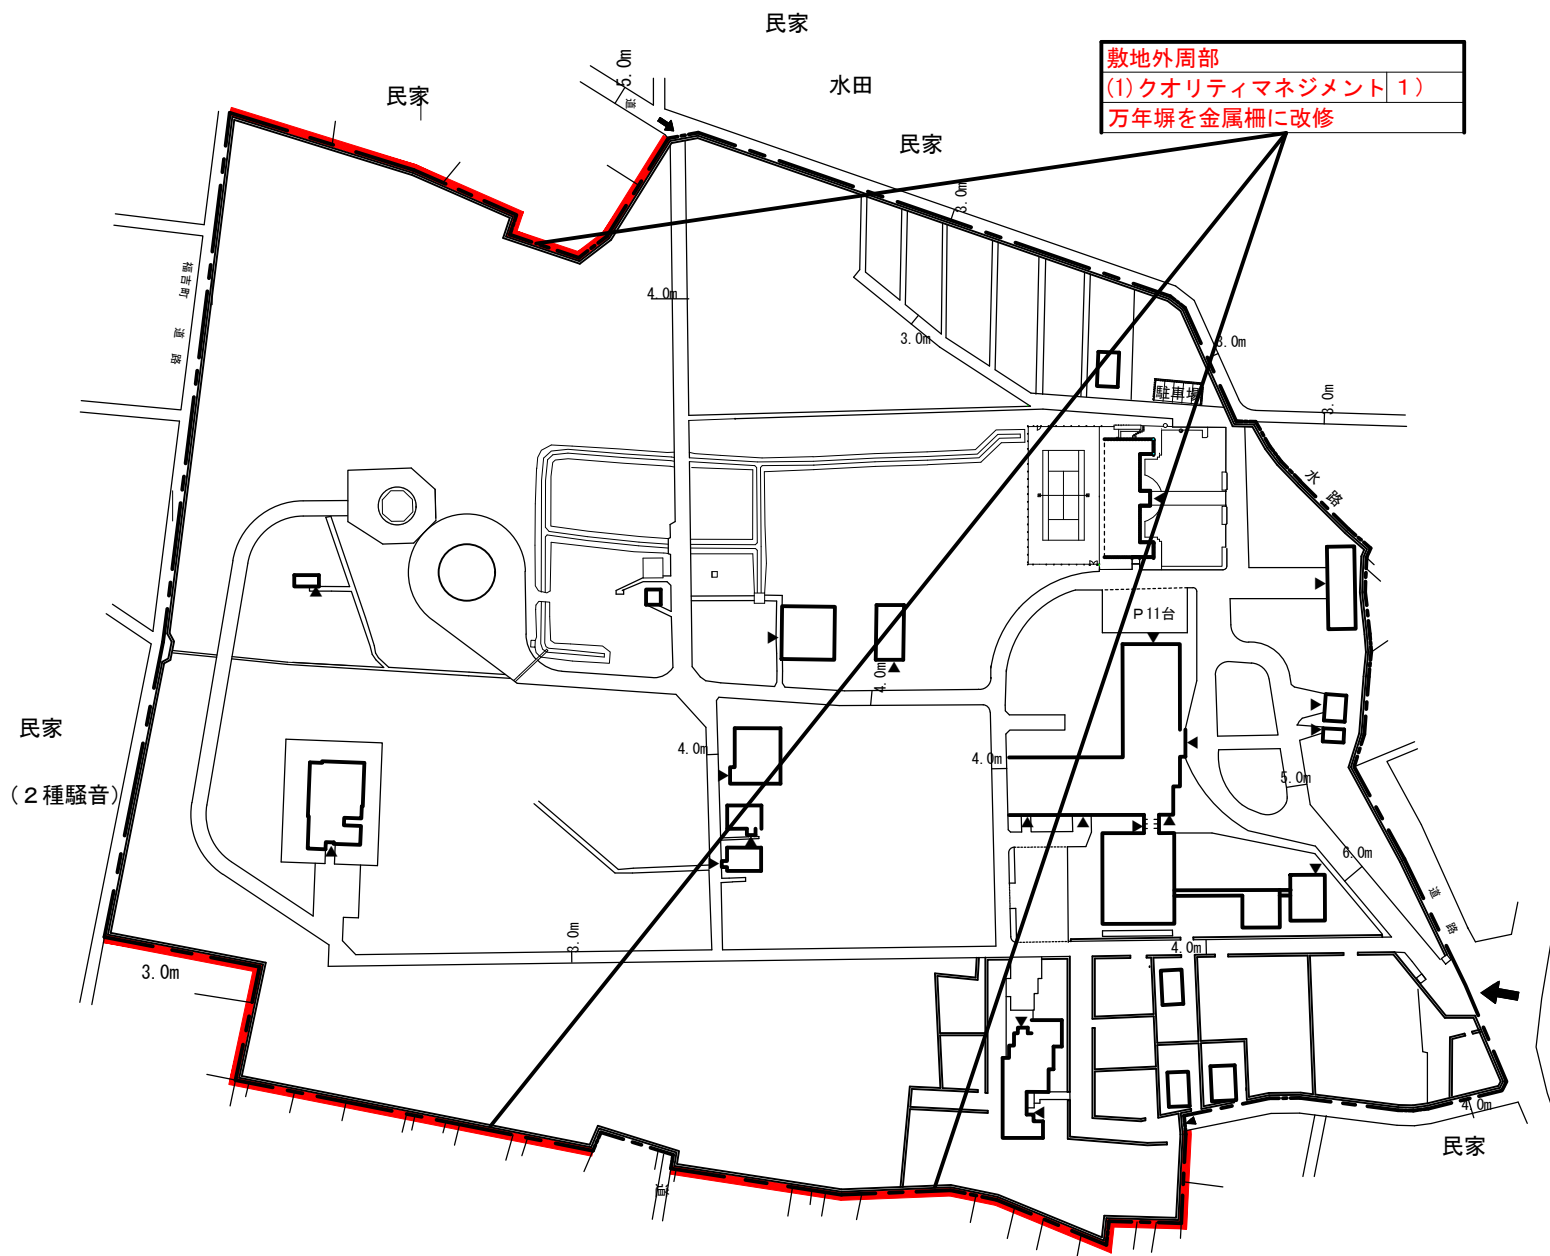 民家
敷地外周部
(1)クオリティマネジメント 1)
万年塀を金属柵に改修
5.0m
道
水田
民家
民家
3.0m
福吉町 道路
4.0m
3.0m
3.0m
駐車場
3.0m
水路
P11台
4.0m
民家
4.0m
4.0m
5.0m
(2種騒音)
6.0m
道路
3.0m
4.0m
3.0m
4.0m
民家
道